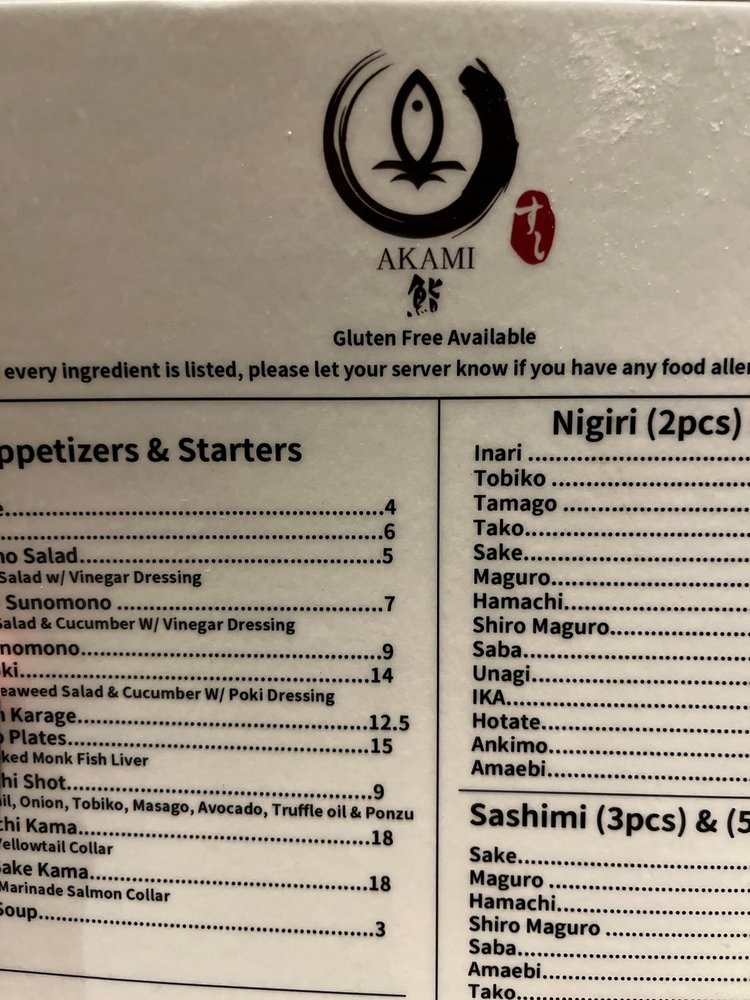 すし
AKAMI
鮨
Gluten Free Available
every ingredient is listed, please let your server know if you have any food aller
ppetizers & Starters
e........4
........6
no Salad........5
Salad w/ Vinegar Dressing
Sunomono ........7
Salad & Cucumber W/ Vinegar Dressing
nomono........9
ki........14
eaweed Salad & Cucumber W/ Poki Dressing
n Karage........12.5
o Plates........15
ked Monk Fish Liver
hi Shot........9
il, Onion, Tobiko, Masago, Avocado, Truffle oil & Ponzu
chi Kama........18
Yellowtail Collar
Sake Kama........18
Marinade Salmon Collar
Soup........3
Nigiri (2pcs)
Inari ........
Tobiko ........
Tamago ........
Tako........
Sake........
Maguro........
Hamachi........
Shiro Maguro........
Saba........
Unagi........
IKA........
Hotate........
Ankimo........
Amaebi........
Sashimi (3pcs) & (5
Sake........
Maguro ........
Hamachi........
Shiro Maguro ........
Saba........
Amaebi........
Tako........